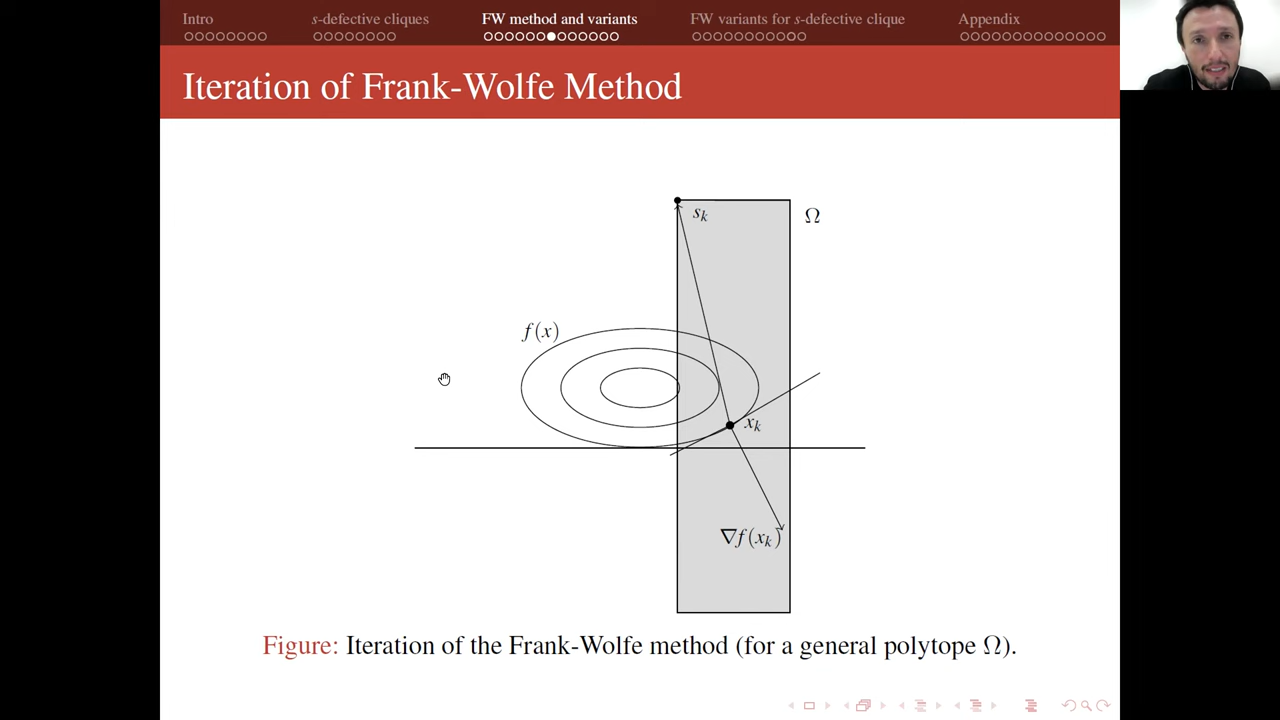 Intro
s-defective cliques
FW method and variants
FW variants for s-defective clique
Appendix
Iteration of Frank-Wolfe Method
s_k
Ω
f(x)
x_k
∇f(x_k)
Figure: Iteration of the Frank-Wolfe method (for a general polytope Ω).